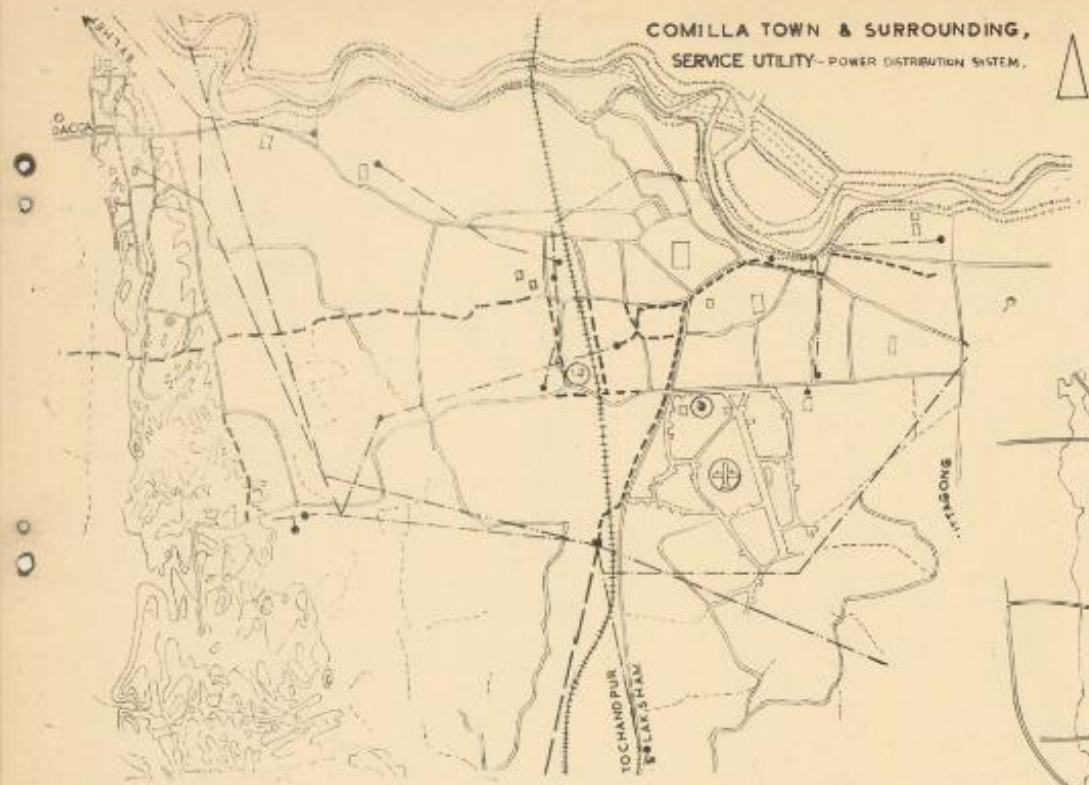 COMILLA TOWN & SURROUNDING,
SERVICE UTILITY - POWER DISTRIBUTION SYSTEM.
DACCA
TO CHANDPUR
& LAKSHAM